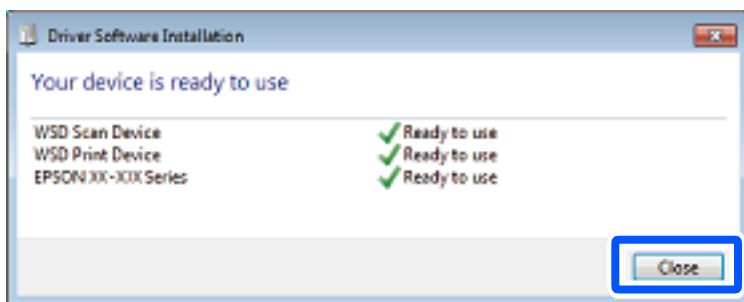 Driver Software Installation
Your device is ready to use
WSD Scan Device Ready to use
WSD Print Device Ready to use
EPSON XX-XXX Series Ready to use
Close